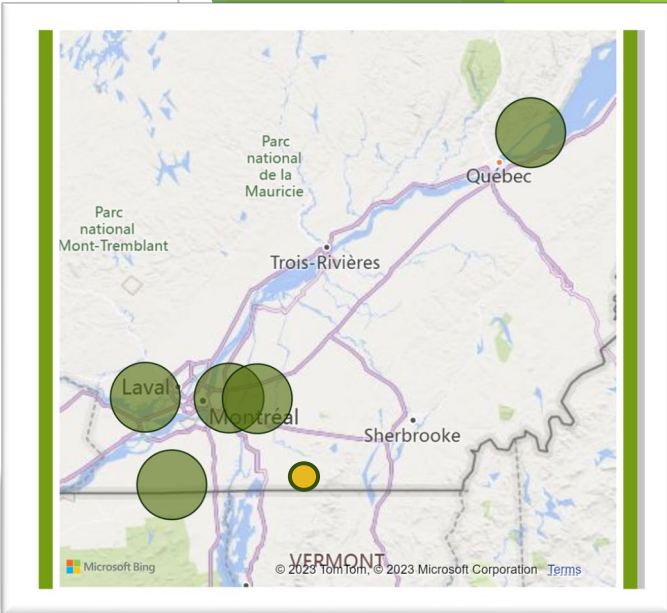 Parc
national
de la
Mauricie
Québec
Parc
national
Mont-Tremblant
Trois-Rivières
Laval
Montréal
Sherbrooke
VERMONT
Microsoft Bing
© 2023 TomTom, © 2023 Microsoft Corporation Terms